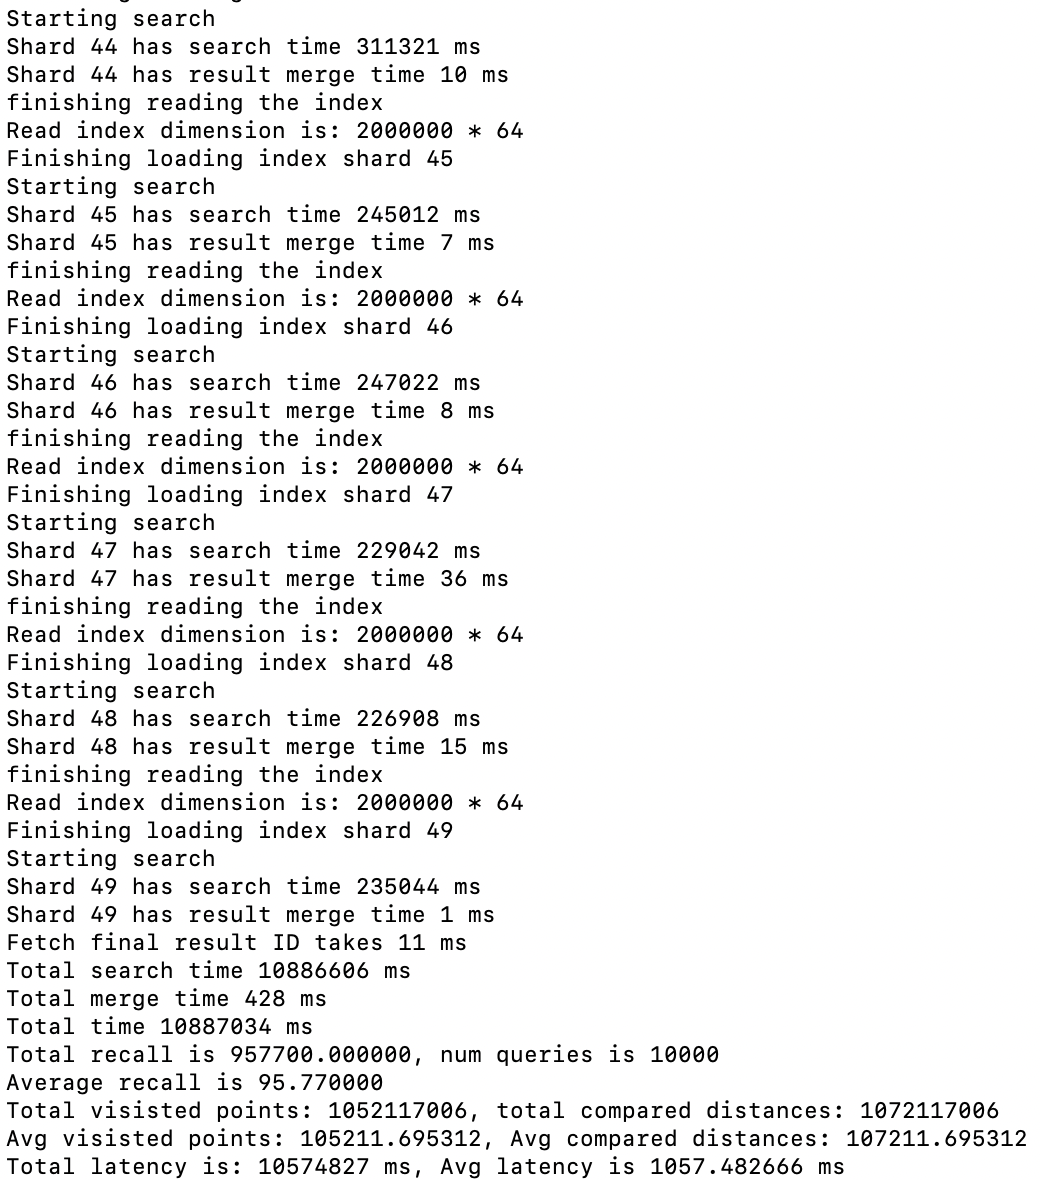 Starting search
Shard 44 has search time 311321 ms
Shard 44 has result merge time 10 ms
finishing reading the index
Read index dimension is: 2000000 * 64
Finishing loading index shard 45
Starting search
Shard 45 has search time 245012 ms
Shard 45 has result merge time 7 ms
finishing reading the index
Read index dimension is: 2000000 * 64
Finishing loading index shard 46
Starting search
Shard 46 has search time 247022 ms
Shard 46 has result merge time 8 ms
finishing reading the index
Read index dimension is: 2000000 * 64
Finishing loading index shard 47
Starting search
Shard 47 has search time 229042 ms
Shard 47 has result merge time 36 ms
finishing reading the index
Read index dimension is: 2000000 * 64
Finishing loading index shard 48
Starting search
Shard 48 has search time 226908 ms
Shard 48 has result merge time 15 ms
finishing reading the index
Read index dimension is: 2000000 * 64
Finishing loading index shard 49
Starting search
Shard 49 has search time 235044 ms
Shard 49 has result merge time 1 ms
Fetch final result ID takes 11 ms
Total search time 10886606 ms
Total merge time 428 ms
Total time 10887034 ms
Total recall is 957700.000000, num queries is 10000
Average recall is 95.770000
Total visisted points: 1052117006, total compared distances: 1072117006
Avg visisted points: 105211.695312, Avg compared distances: 107211.695312
Total latency is: 10574827 ms, Avg latency is 1057.482666 ms